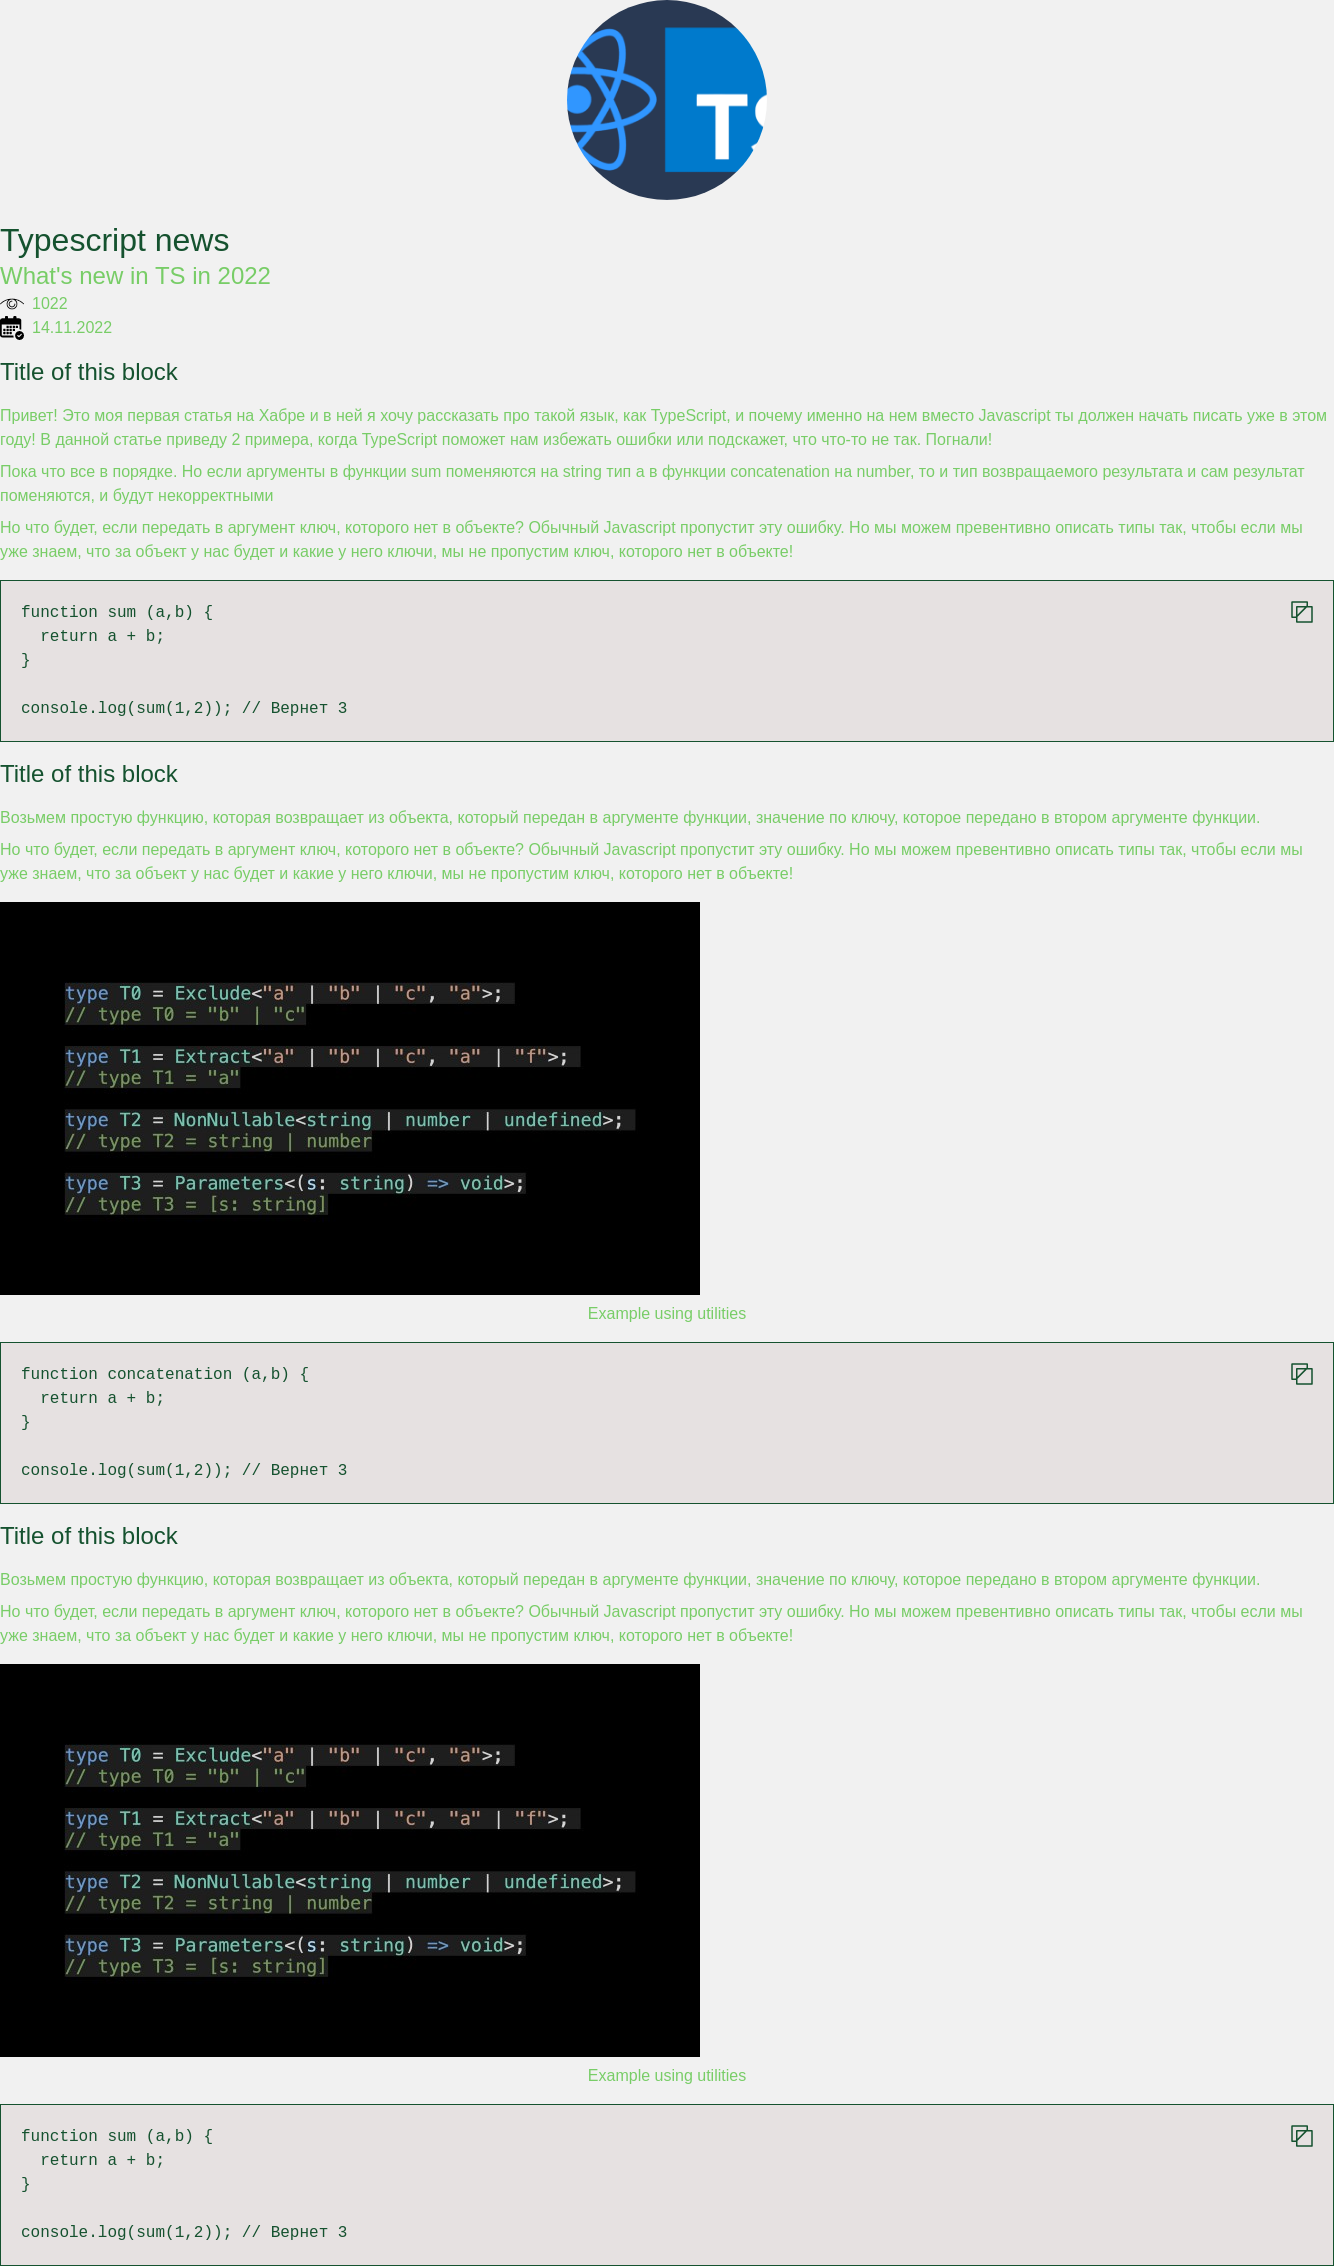 TS
Typescript news
What's new in TS in 2022
1022
14.11.2022
Title of this block
Привет! Это моя первая статья на Хабре и в ней я хочу рассказать про такой язык, как TypeScript, и почему именно на нем вместо Javascript ты должен начать писать уже в этом
году! В данной статье приведу 2 примера, когда TypeScript поможет нам избежать ошибки или подскажет, что что-то не так. Погнали!
Пока что все в порядке. Но если аргументы в функции sum поменяются на string тип а в функции concatenation на number, то и тип возвращаемого результата и сам результат
поменяются, и будут некорректными
Но что будет, если передать в аргумент ключ, которого нет в объекте? Обычный Javascript пропустит эту ошибку. Но мы можем превентивно описать типы так, чтобы если мы
уже знаем, что за объект у нас будет и какие у него ключи, мы не пропустим ключ, которого нет в объекте!
function sum (a,b) {
  return a + b;
}
console.log(sum(1,2)); // Вернет 3
Title of this block
Возьмем простую функцию, которая возвращает из объекта, который передан в аргументе функции, значение по ключу, которое передано в втором аргументе функции.
Но что будет, если передать в аргумент ключ, которого нет в объекте? Обычный Javascript пропустит эту ошибку. Но мы можем превентивно описать типы так, чтобы если мы
уже знаем, что за объект у нас будет и какие у него ключи, мы не пропустим ключ, которого нет в объекте!
type T0 = Exclude<"a" | "b" | "c", "a">;
// type T0 = "b" | "c"
type T1 = Extract<"a" | "b" | "c", "a" | "f">;
// type T1 = "a"
type T2 = NonNullable<string | number | undefined>;
// type T2 = string | number
type T3 = Parameters<(s: string) => void>;
// type T3 = [s: string]
Example using utilities
function concatenation (a,b) {
  return a + b;
}
console.log(sum(1,2)); // Вернет 3
Title of this block
Возьмем простую функцию, которая возвращает из объекта, который передан в аргументе функции, значение по ключу, которое передано в втором аргументе функции.
Но что будет, если передать в аргумент ключ, которого нет в объекте? Обычный Javascript пропустит эту ошибку. Но мы можем превентивно описать типы так, чтобы если мы
уже знаем, что за объект у нас будет и какие у него ключи, мы не пропустим ключ, которого нет в объекте!
type T0 = Exclude<"a" | "b" | "c", "a">;
// type T0 = "b" | "c"
type T1 = Extract<"a" | "b" | "c", "a" | "f">;
// type T1 = "a"
type T2 = NonNullable<string | number | undefined>;
// type T2 = string | number
type T3 = Parameters<(s: string) => void>;
// type T3 = [s: string]
Example using utilities
function sum (a,b) {
  return a + b;
}
console.log(sum(1,2)); // Вернет 3